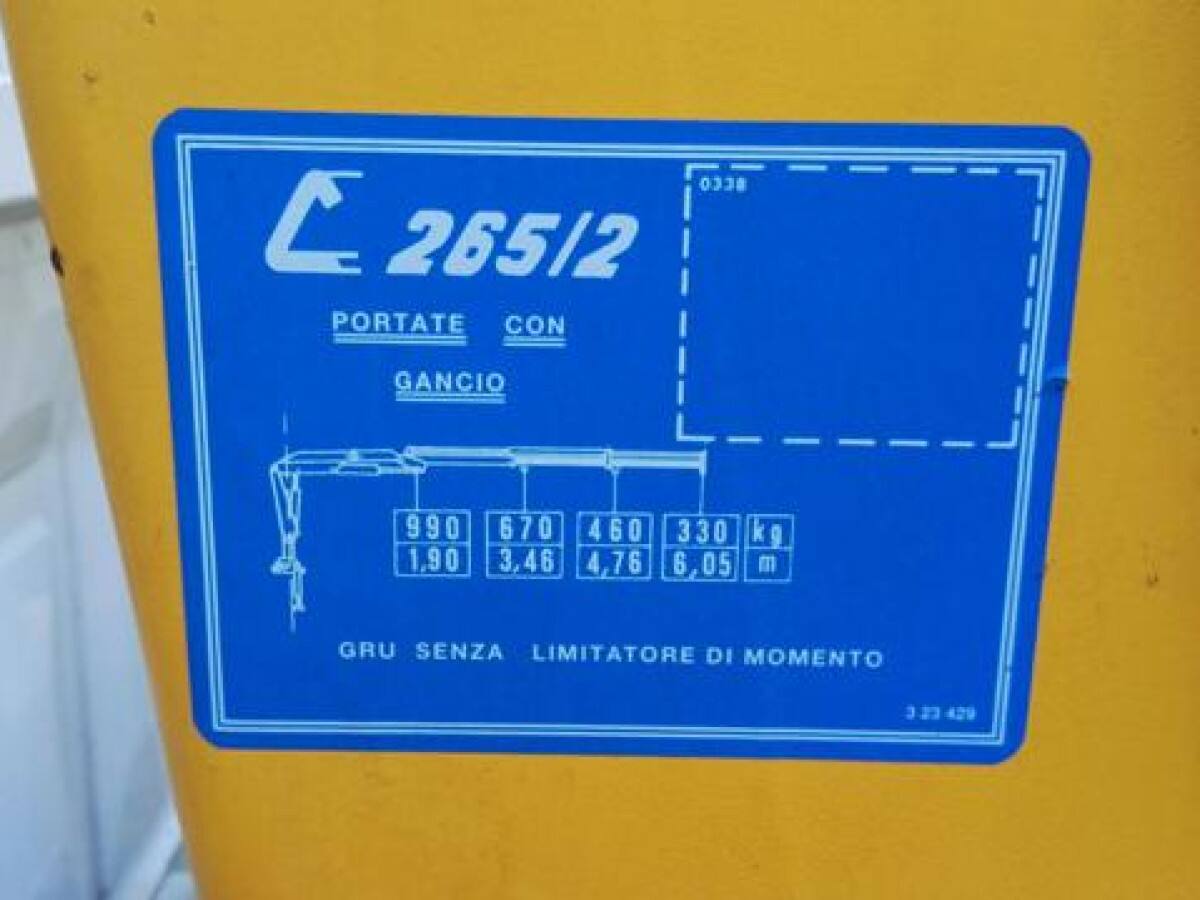 C 265/2
0338
PORTATE CON
GANCIO
990 670 460 330 kg
1,90 3,46 4,76 6,05 m
GRU SENZA LIMITATORE DI MOMENTO
3 23 429